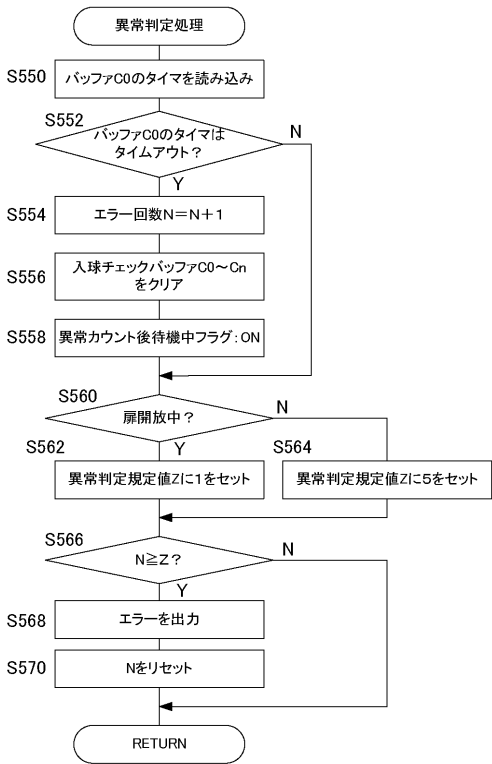 異常判定処理
S550
バッファC0のタイマを読み込み
S552
バッファC0のタイマは
タイムアウト？
N
Y
S554
エラー回数N＝N＋1
S556
入球チェックバッファC0～Cn
をクリア
S558
異常カウント後待機中フラグ：ON
S560
扉開放中？
N
Y
S562
異常判定規定値Zに1をセット
S564
異常判定規定値Zに5をセット
S566
N≧Z？
N
Y
S568
エラーを出力
S570
Nをリセット
RETURN